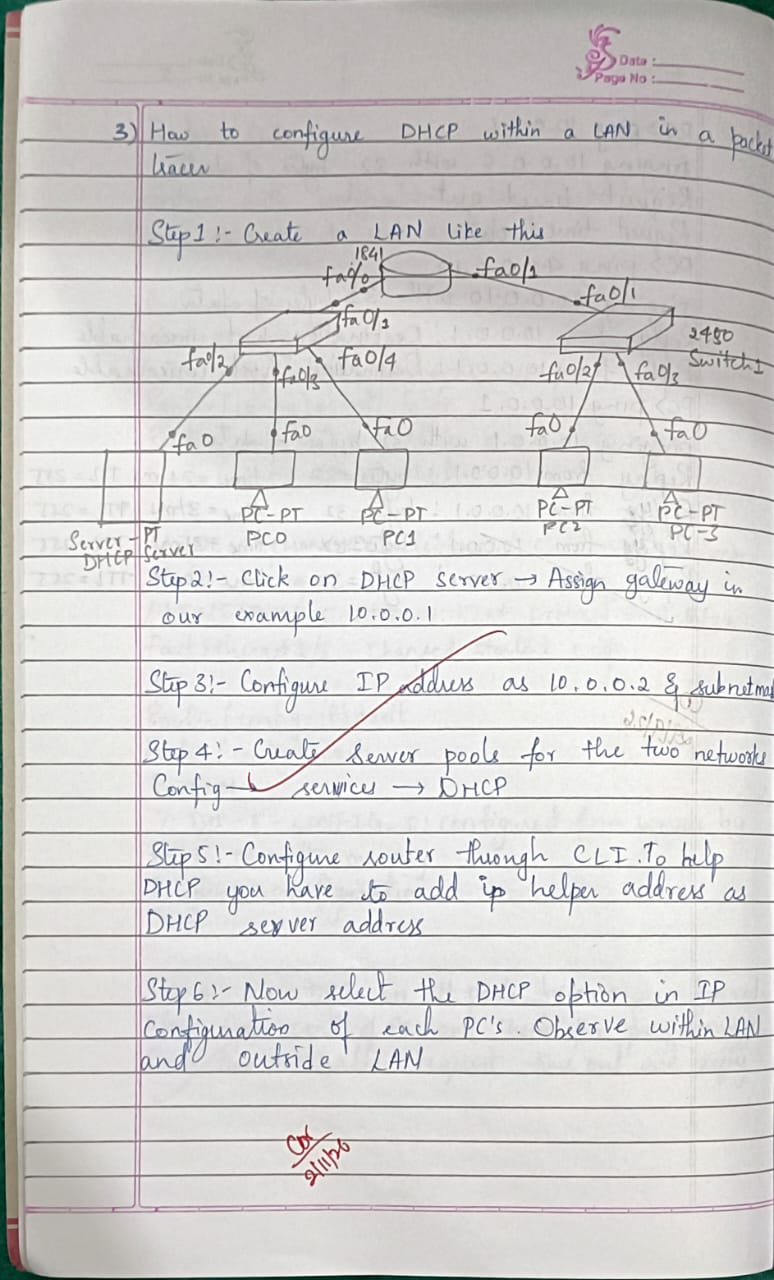 Date :
Page No :
3) How to configure DHCP within a LAN in a packet
tracer
Step 1 :- Create a LAN like this
1841
fa0/0
fa0/1
fa0/1
fa0/1
2950
Switch1
fa0/2
fa0/3
fa0/4
fa0/2
fa0/3
fa0
fa0
fa0
fa0
fa0
Server-PT
DHCP Server
PC-PT
PC0
PC-PT
PC1
PC-PT
PC2
PC-PT
PC-3
Step 2 :- Click on DHCP server → Assign gateway in
our example 10.0.0.1
Step 3 :- Configure IP address as 10.0.0.2 & subnetma
Step 4 :- Create server pools for the two networks
Config → services → DHCP
Step 5 :- Configure router through CLI. To help
DHCP you have to add ip helper address as
DHCP server address
Step 6 :- Now select the DHCP option in IP
Configuration of each PC's. Observe within LAN
and outside LAN